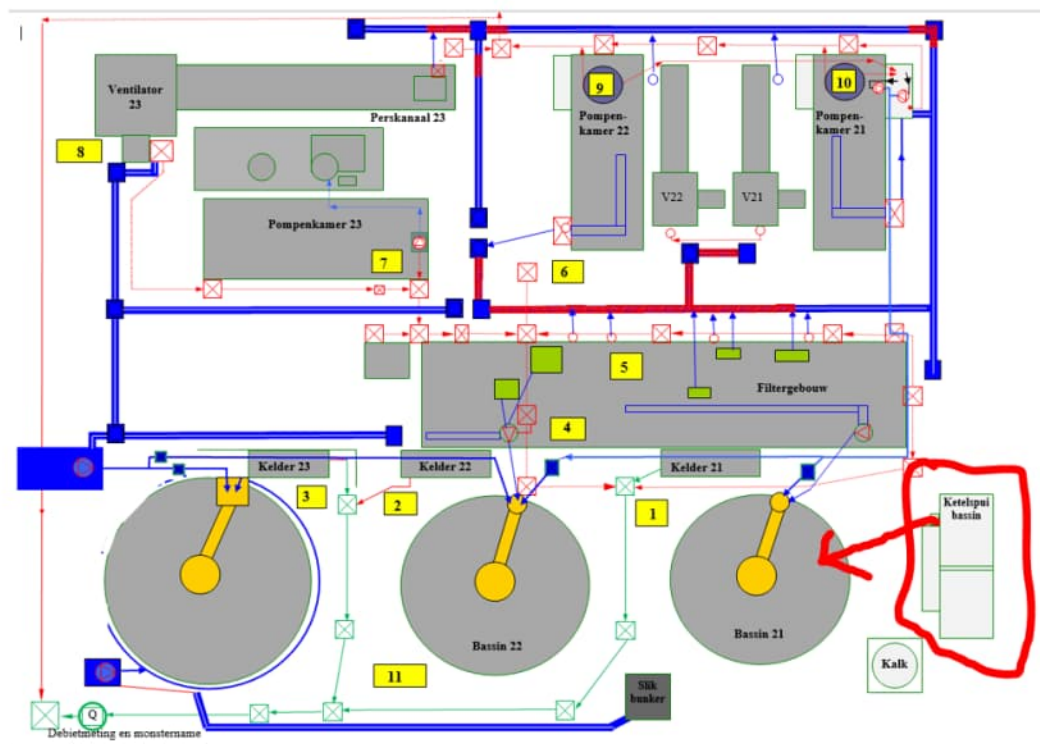 Ventilator
23
8
Perskanaal 23
9
Pompen-
kamer 22
10
Pompen-
kamer 21
V22
V21
Pompenkamer 23
7
6
5
Filtergebouw
4
Kelder 23
Kelder 22
Kelder 21
3
2
1
Ketelspui
bassin
Bassin 22
Bassin 21
Kalk
11
Slik
bunker
Q
Debietmeting en monstername